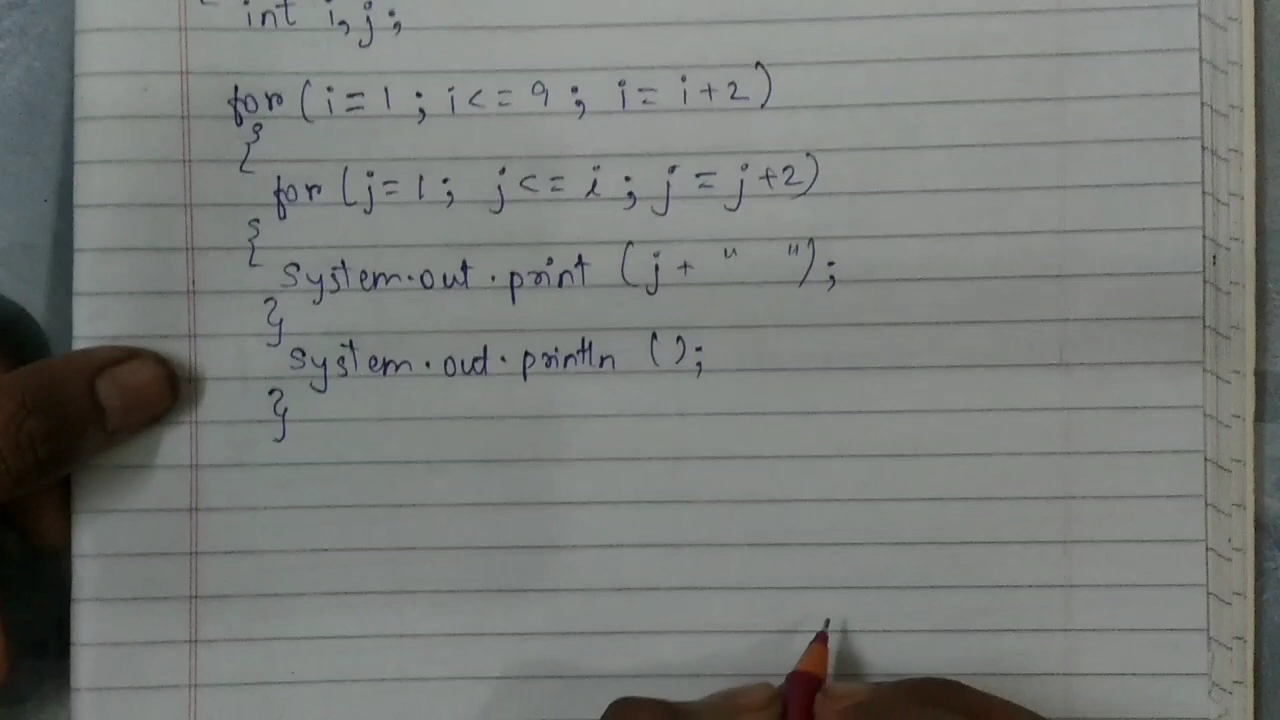 int i, j;
for (i = 1 ; i <= 9 ; i = i + 2)
{
for (j = 1 ; j <= i ; j = j + 2)
{
System.out.print (j + " ");
}
System.out.println ();
}